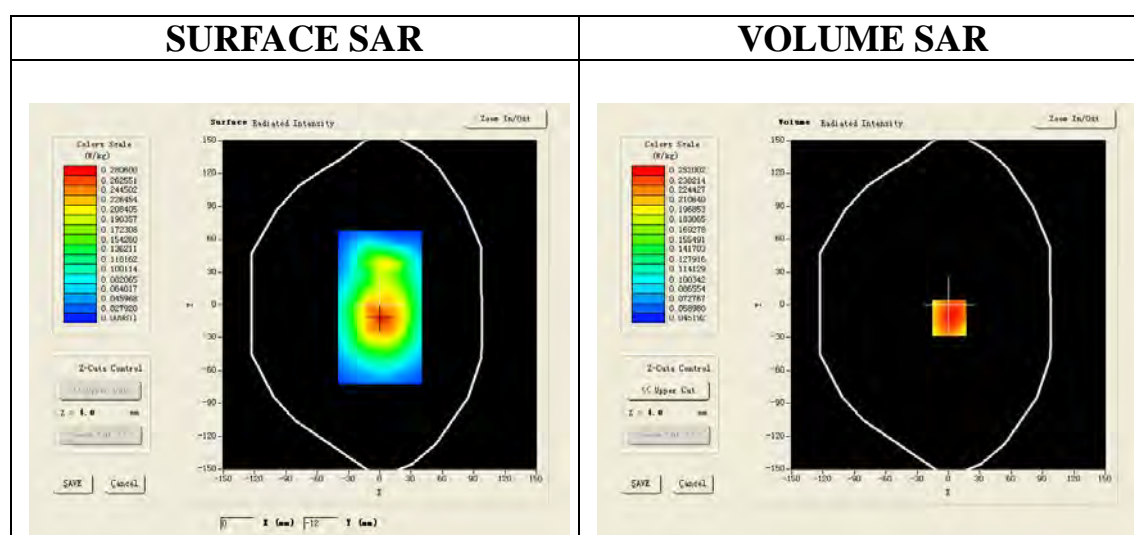 SURFACE SAR
VOLUME SAR
Surface Radiated Intensity
Zoom In/Out
Colors Scale
(W/kg)
0.280600
0.262551
0.244502
0.226454
0.208405
0.190357
0.172308
0.154260
0.136211
0.118162
0.100114
0.082065
0.064017
0.045968
0.027920
150
120
90
60
30
0
-30
-60
-90
-120
-150
-150 -120 -90 -60 -30 0 30 60 90 120 150
Z-Cuts Control
Z = 4.0 mm
SAVE
Cancel
0 X (mm) -12 Y (mm)
Volume Radiated Intensity
Zoom In/Out
Colors Scale
(W/kg)
0.238214
0.224427
0.210640
0.196853
0.183065
0.169278
0.155491
0.141703
0.127916
0.114129
0.100342
0.086554
0.072767
0.058980
150
120
90
60
30
0
-30
-60
-90
-120
-150
-150 -120 -90 -60 -30 0 30 60 90 120 150
Z-Cuts Control
<< Upper Cut
Z = 4.0 mm
SAVE
Cancel